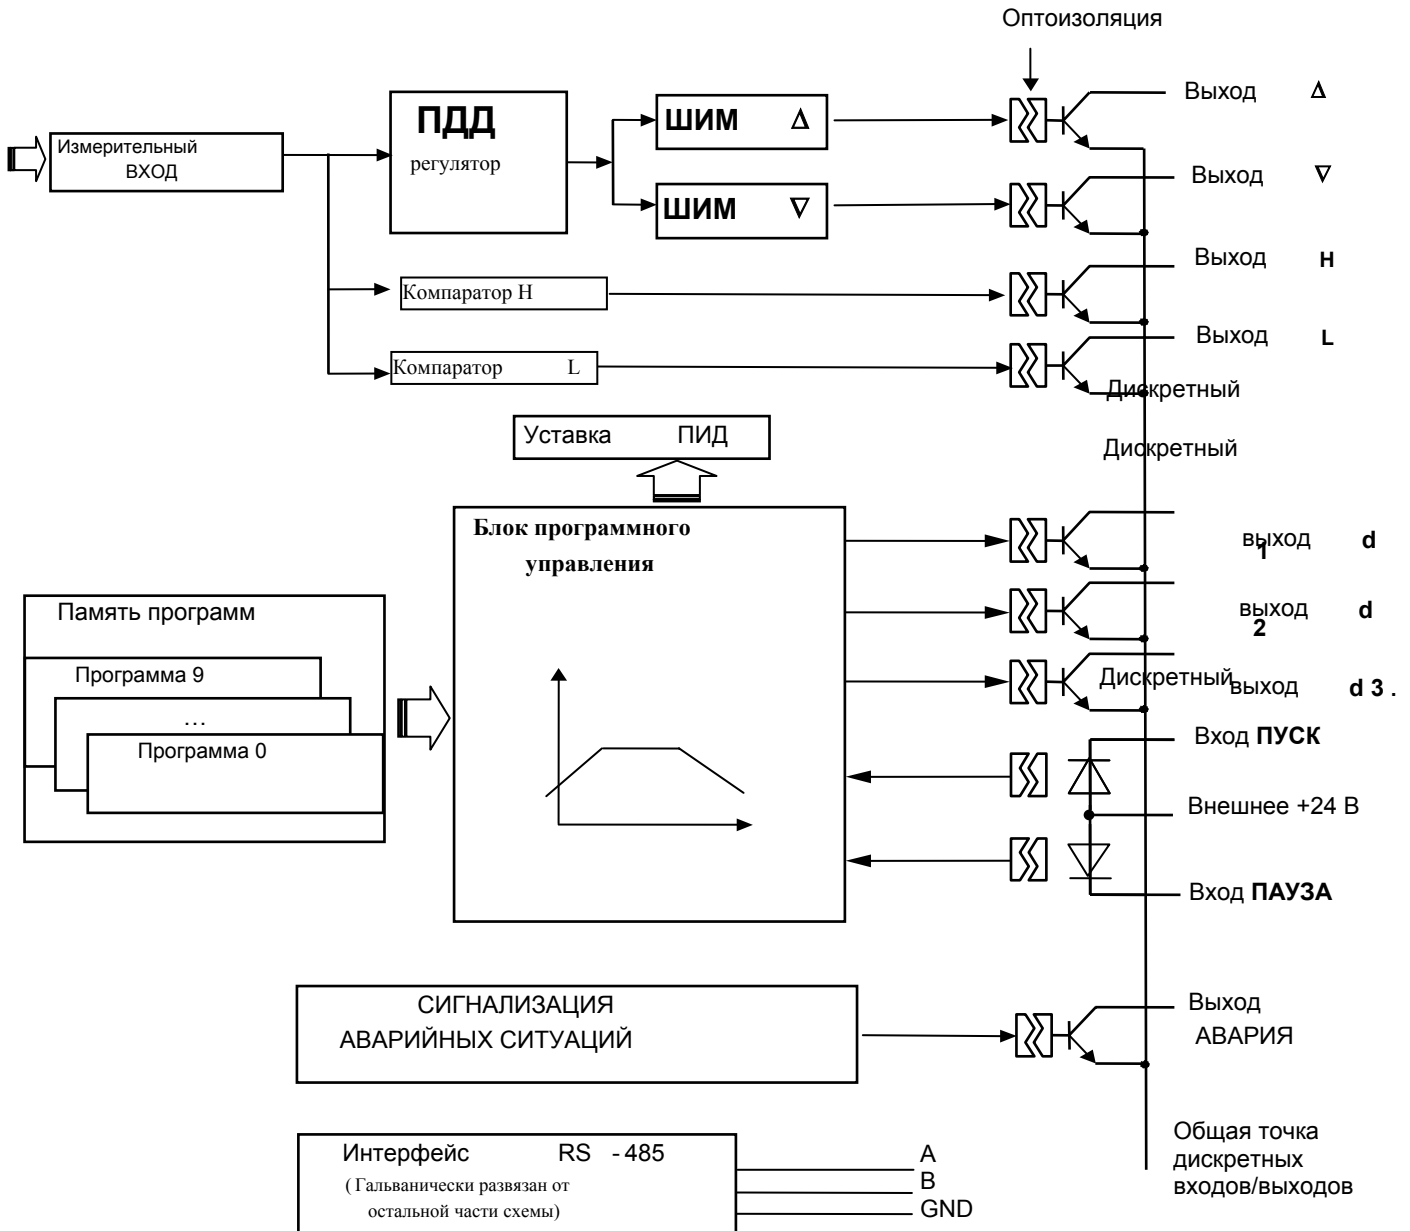 Оптоизоляция
Выход Δ
ПДД
регулятор
ШИМ Δ
Измерительный
ВХОД
Выход ∇
ШИМ ∇
Выход H
Компаратор H
Выход L
Компаратор L
Дискретный
Уставка ПИД
Дискретный
Блок программного
управления
выход d
1
выход d
2
Память программ
Программа 9
...
Программа 0
Дискретный
выход d 3 .
Вход ПУСК
Внешнее +24 В
Вход ПАУЗА
СИГНАЛИЗАЦИЯ
АВАРИЙНЫХ СИТУАЦИЙ
Выход
АВАРИЯ
Интерфейс RS - 485
( Гальванически развязан от
остальной части схемы)
A
B
GND
Общая точка
дискретных
входов/выходов